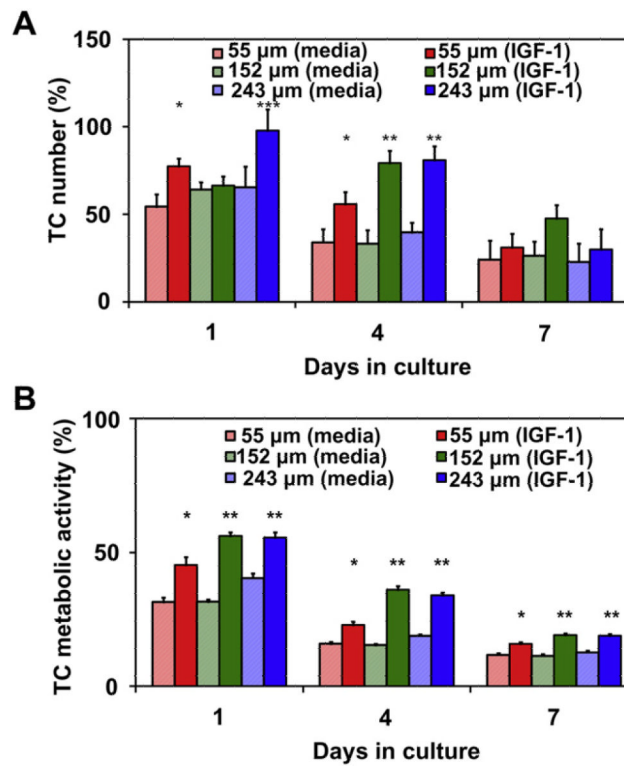 A
150
55 µm (media) 55 µm (IGF-1)
152 µm (media) 152 µm (IGF-1)
243 µm (media) 243 µm (IGF-1)
* ***
TC number (%)
100
* ** **
50
0
1 4 7
Days in culture
B
100
55 µm (media) 55 µm (IGF-1)
152 µm (media) 152 µm (IGF-1)
243 µm (media) 243 µm (IGF-1)
TC metabolic activity (%)
* ** **
50
* ** **
* ** **
0
1 4 7
Days in culture